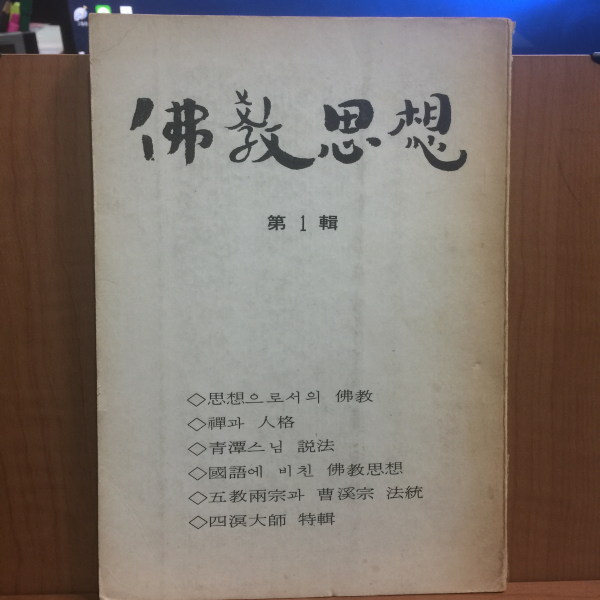 佛敎思想
第1輯
◇思想으로서의 佛教
◇禪과 人格
◇青潭스님 説法
◇國語에 비친 佛教思想
◇五教兩宗과 曹溪宗 法統
◇四溟大師 特輯